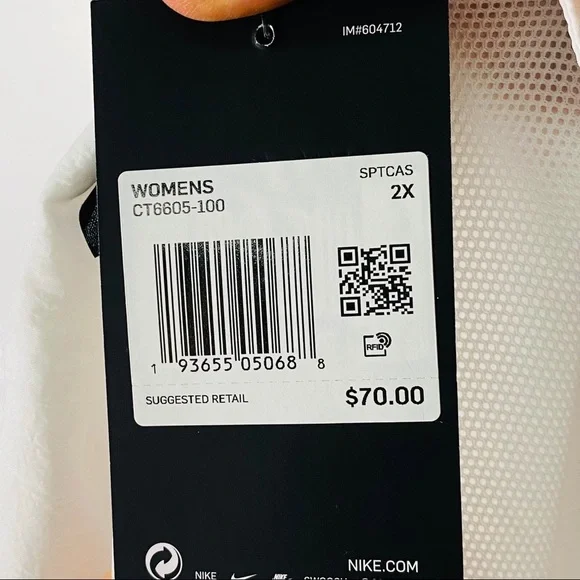 IM#604712
WOMENS
CT6605-100
SPTCAS
2X
RFID
1 93655 05068 8
SUGGESTED RETAIL
$70.00
NIKE.COM
NIKE